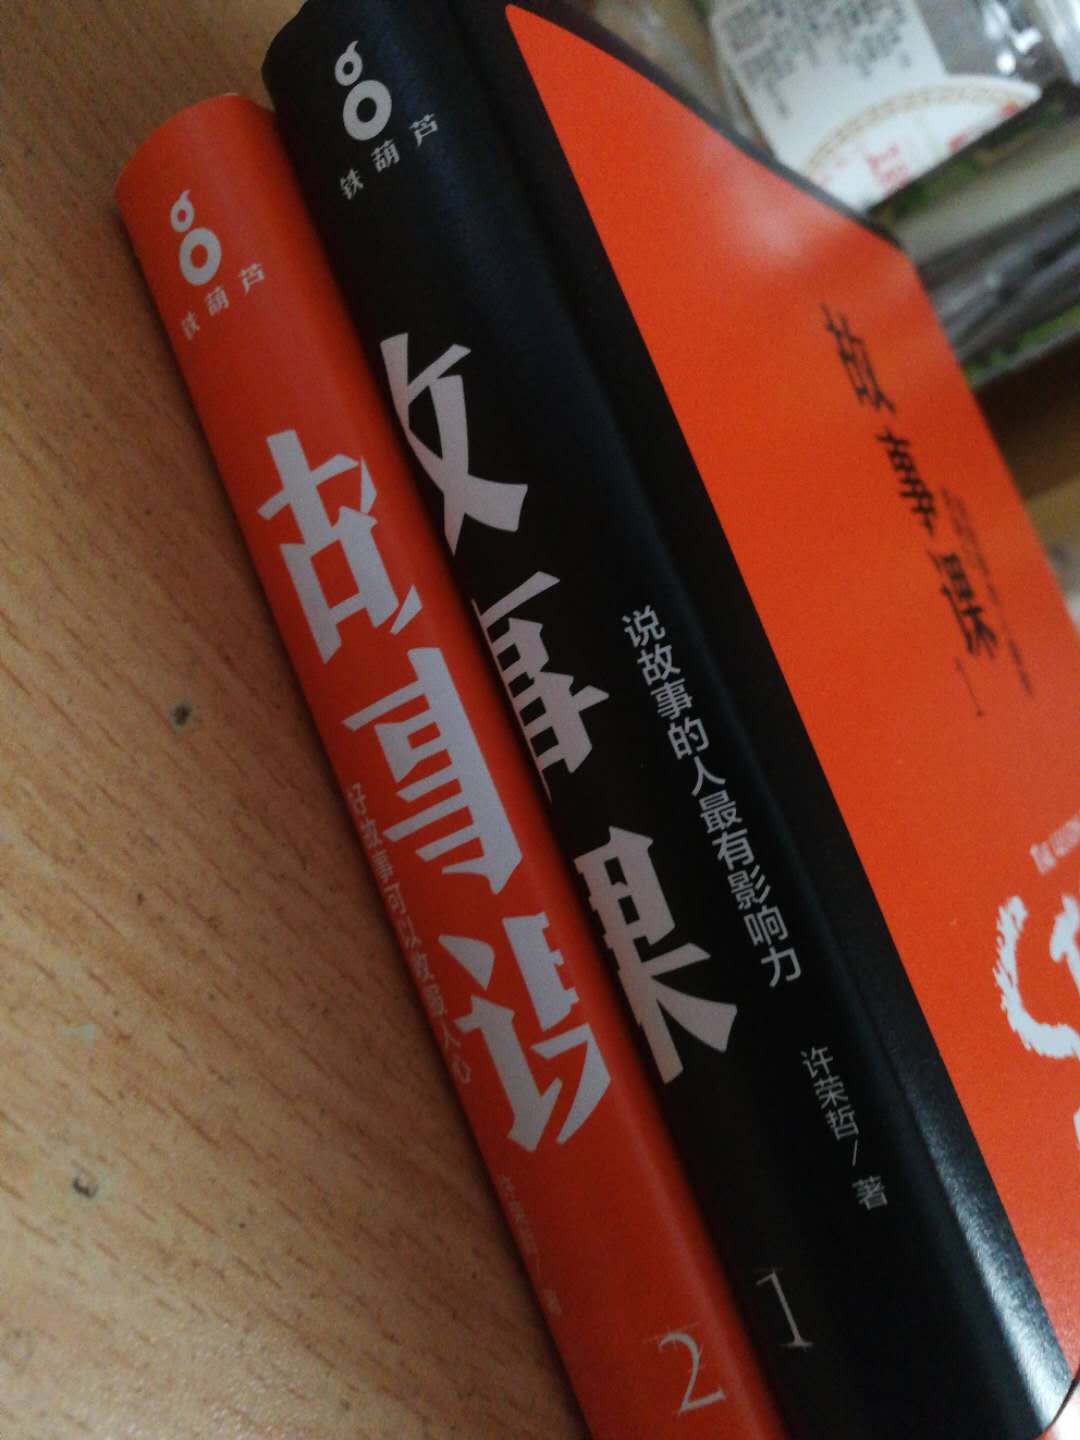 铁葫芦
故事课
好故事可以收服人心
2
铁葫芦
故事课
说故事的人最有影响力
许荣哲/著
1
故事课
1